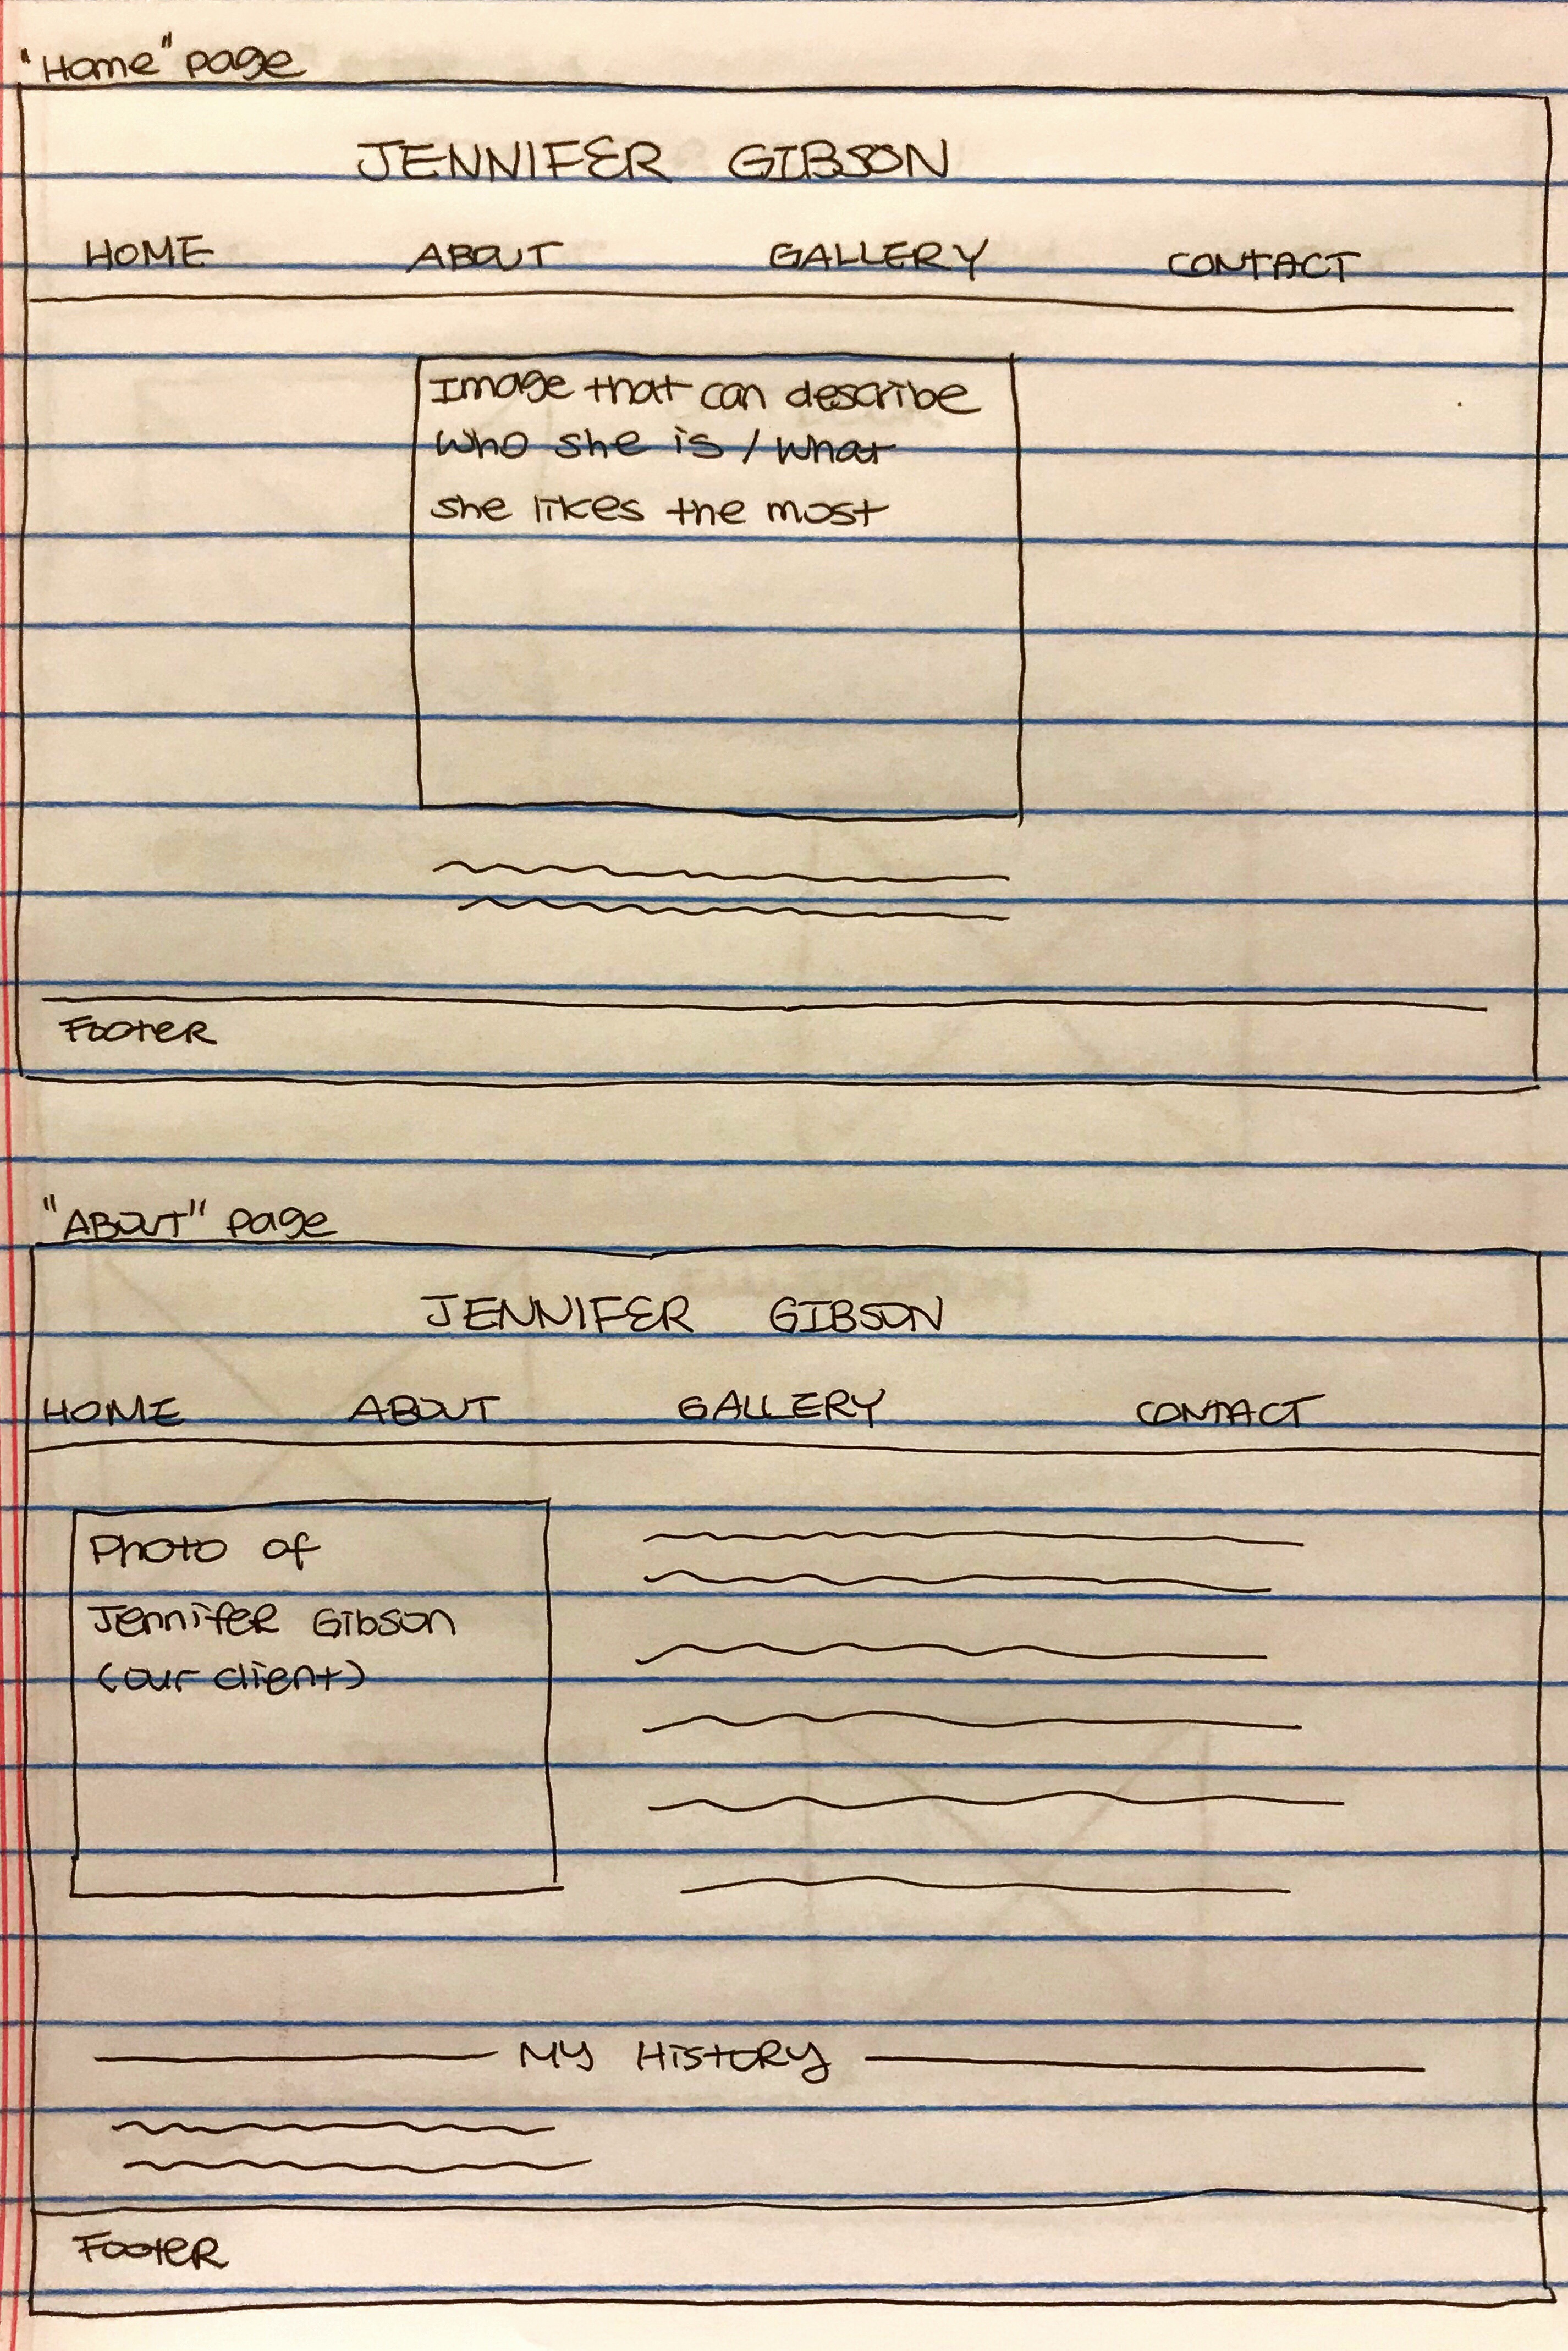 "Home" page
JENNIFER GIBSON
HOME ABOUT GALLERY CONTACT
Image that can describe
who she is / what
she likes the most
Footer
"ABOUT" page
JENNIFER GIBSON
HOME ABOUT GALLERY CONTACT
Photo of
Jennifer Gibson
(our client)
MY HISTORY
Footer